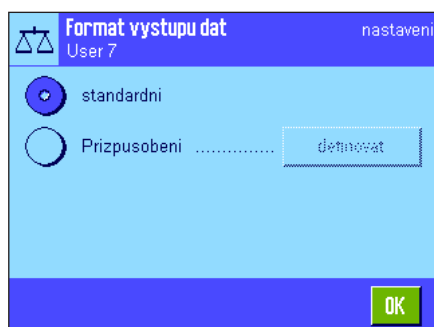 Format vystupu dat
nastaveni
User 7
standardni
Prizpusobeni ..............
definovat
OK